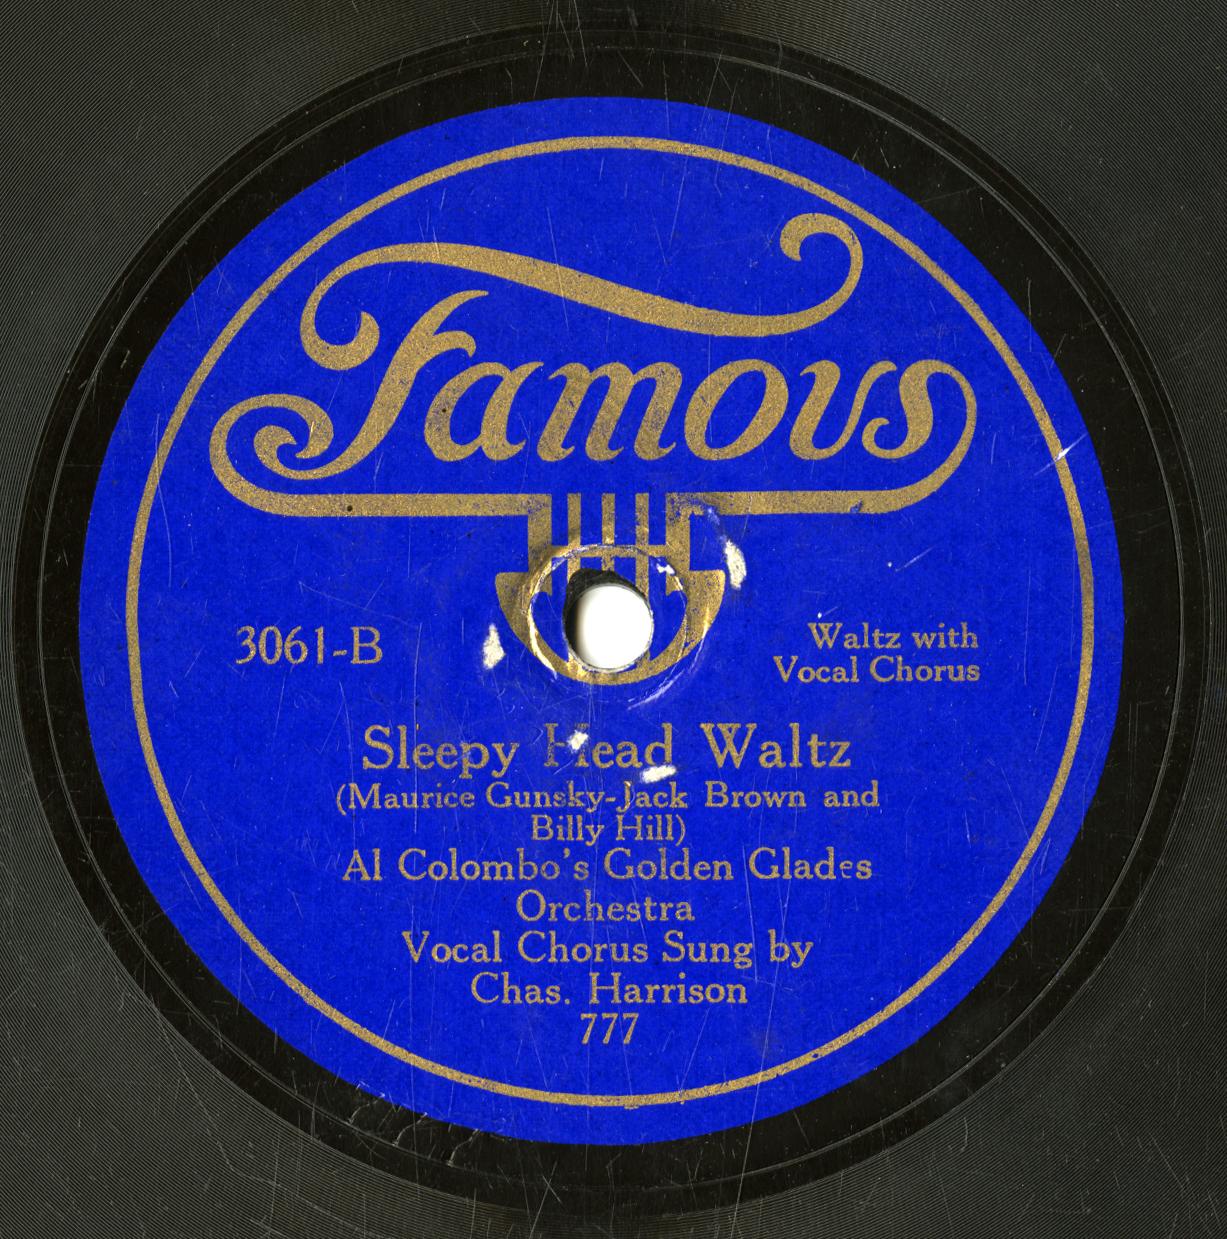 Famous
3061-B
Waltz with
Vocal Chorus
Sleepy Head Waltz
(Maurice Gunsky-Jack Brown and
Billy Hill)
Al Colombo's Golden Glades
Orchestra
Vocal Chorus Sung by
Chas. Harrison
777